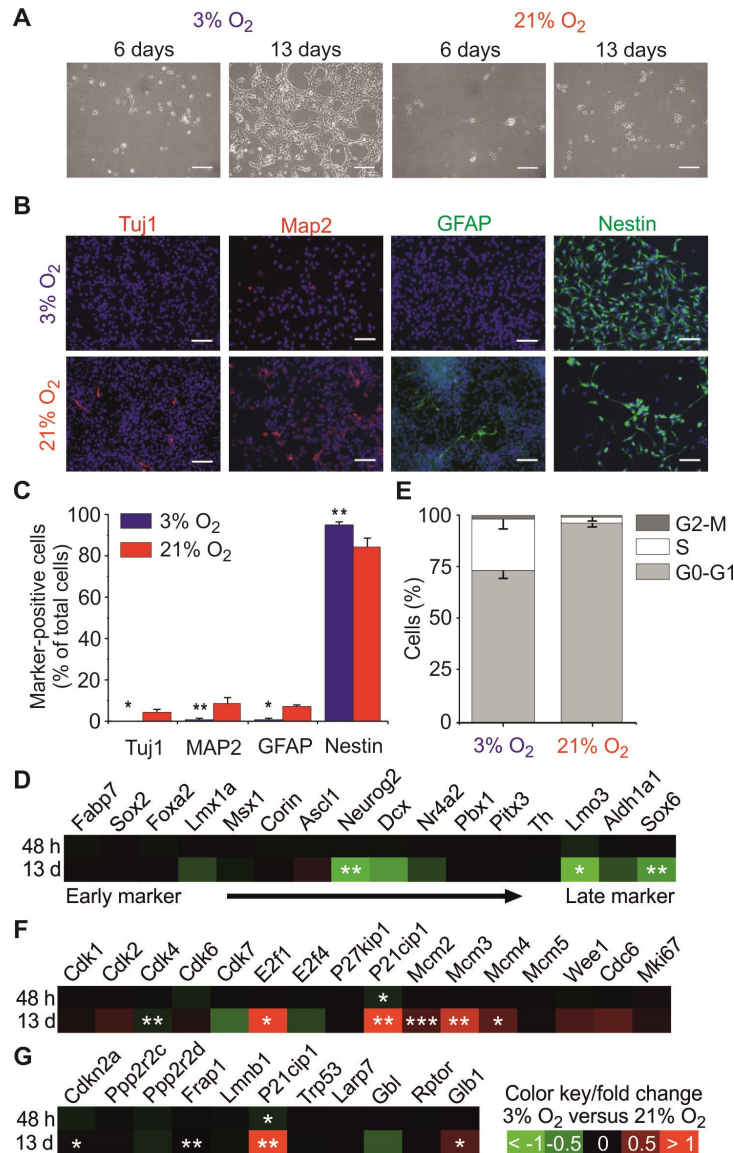 A
3% O2
21% O2
6 days
13 days
6 days
13 days
B
Tuj1
Map2
GFAP
Nestin
3% O2
21% O2
C
Marker-positive cells
(% of total cells)
100
80
60
40
20
10
0
3% O2
21% O2
*
**
*
**
Tuj1
MAP2
GFAP
Nestin
E
Cells (%)
100
75
50
25
0
G2-M
S
G0-G1
3% O2
21% O2
D
Fabp7 Sox2 Foxa2 Lmx1a Msx1 Corin Ascl1 Neurog2 Dcx Nr4a2 Pbx1 Pitx3 Th Lmo3 Aldh1a1 Sox6
48 h
13 d ** * **
Early marker Late marker
F
Cdk1 Cdk2 Cdk4 Cdk6 Cdk7 E2f1 E2f4 P27kip1 P21cip1 Mcm2 Mcm3 Mcm4 Mcm5 Wee1 Cdc6 Mki67
48 h *
13 d ** * ** *** ** *
G
Cdkn2a Ppp2r2c Ppp2r2d Frap1 Lmnb1 P21cip1 Trp53 Larp7 Gbl Rptor Glb1
48 h *
13 d * ** ** *
Color key/fold change
3% O2 versus 21% O2
< -1 -0.5 0 0.5 > 1